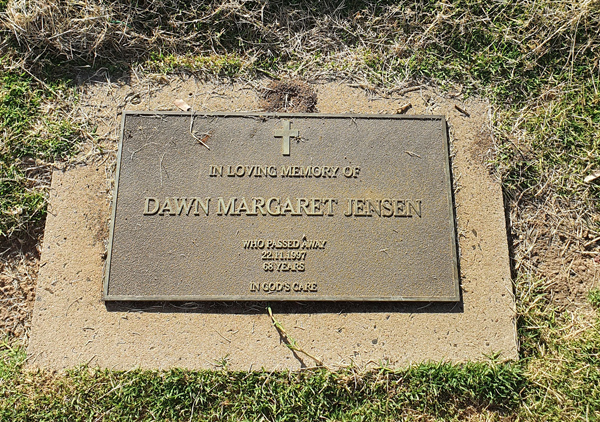 IN LOVING MEMORY OF
DAWN MARGARET JENSEN
WHO PASSED AWAY
22.11.1997
68 YEARS
IN GOD'S CARE